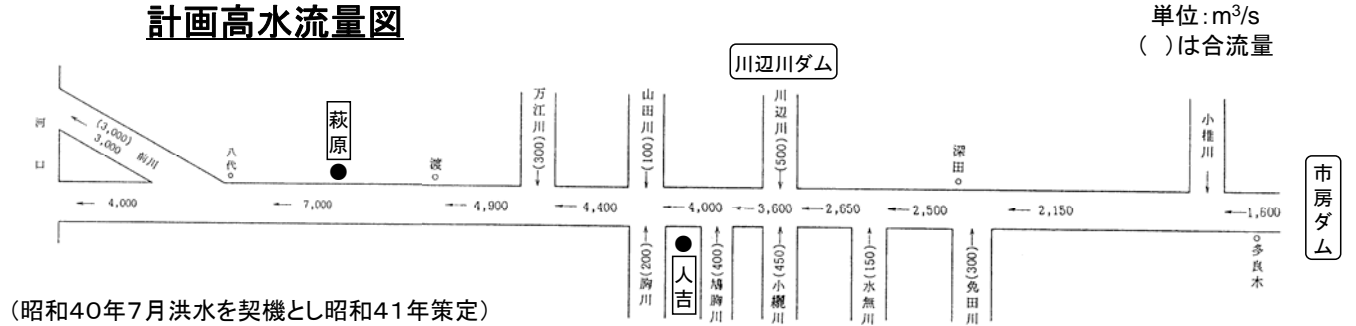 計画高水流量図
単位:m³/s
( )は合流量
川辺川ダム
市房ダム
河口
(3,000)
3,000
前川
八代
萩原
渡
万江川(300)
山田川(100)
川辺川(500)
深田
小椎川
← 4,000
← 7,000
← 4,900
← 4,400
← 4,000
← 3,600
← 2,650
← 2,500
← 2,150
← 1,600
(200)胸川
人吉
(400)鳩胸川
(450)小纚川
(150)水無川
(300)免田川
多良木
(昭和40年7月洪水を契機とし昭和41年策定)